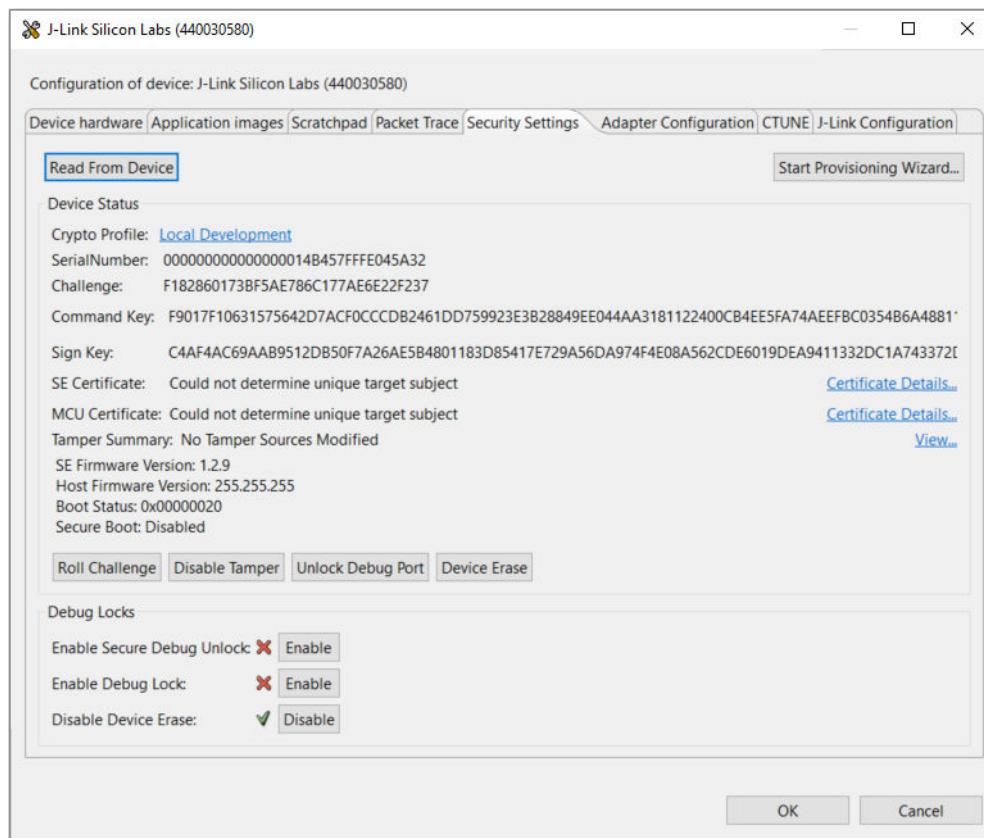 J-Link Silicon Labs (440030580)
Configuration of device: J-Link Silicon Labs (440030580)
Device hardware Application images Scratchpad Packet Trace Security Settings Adapter Configuration CTUNE J-Link Configuration
Read From Device Start Provisioning Wizard...
Device Status
Crypto Profile: Local Development
SerialNumber: 000000000000000014B457FFFE045A32
Challenge: F182860173BF5AE786C177AE6E22F237
Command Key: F9017F10631575642D7ACF0CCCDB2461DD759923E3B28849EE044AA3181122400CB4EE5FA74AEEFBC0354B6A48811
Sign Key: C4AF4AC69AAB9512DB50F7A26AE5B4801183D85417E729A56DA974F4E08A562CDE6019DEA9411332DC1A743372D
SE Certificate: Could not determine unique target subject Certificate Details...
MCU Certificate: Could not determine unique target subject Certificate Details...
Tamper Summary: No Tamper Sources Modified View...
SE Firmware Version: 1.2.9
Host Firmware Version: 255.255.255
Boot Status: 0x00000020
Secure Boot: Disabled
Roll Challenge Disable Tamper Unlock Debug Port Device Erase
Debug Locks
Enable Secure Debug Unlock: Enable
Enable Debug Lock: Enable
Disable Device Erase: Disable
OK Cancel